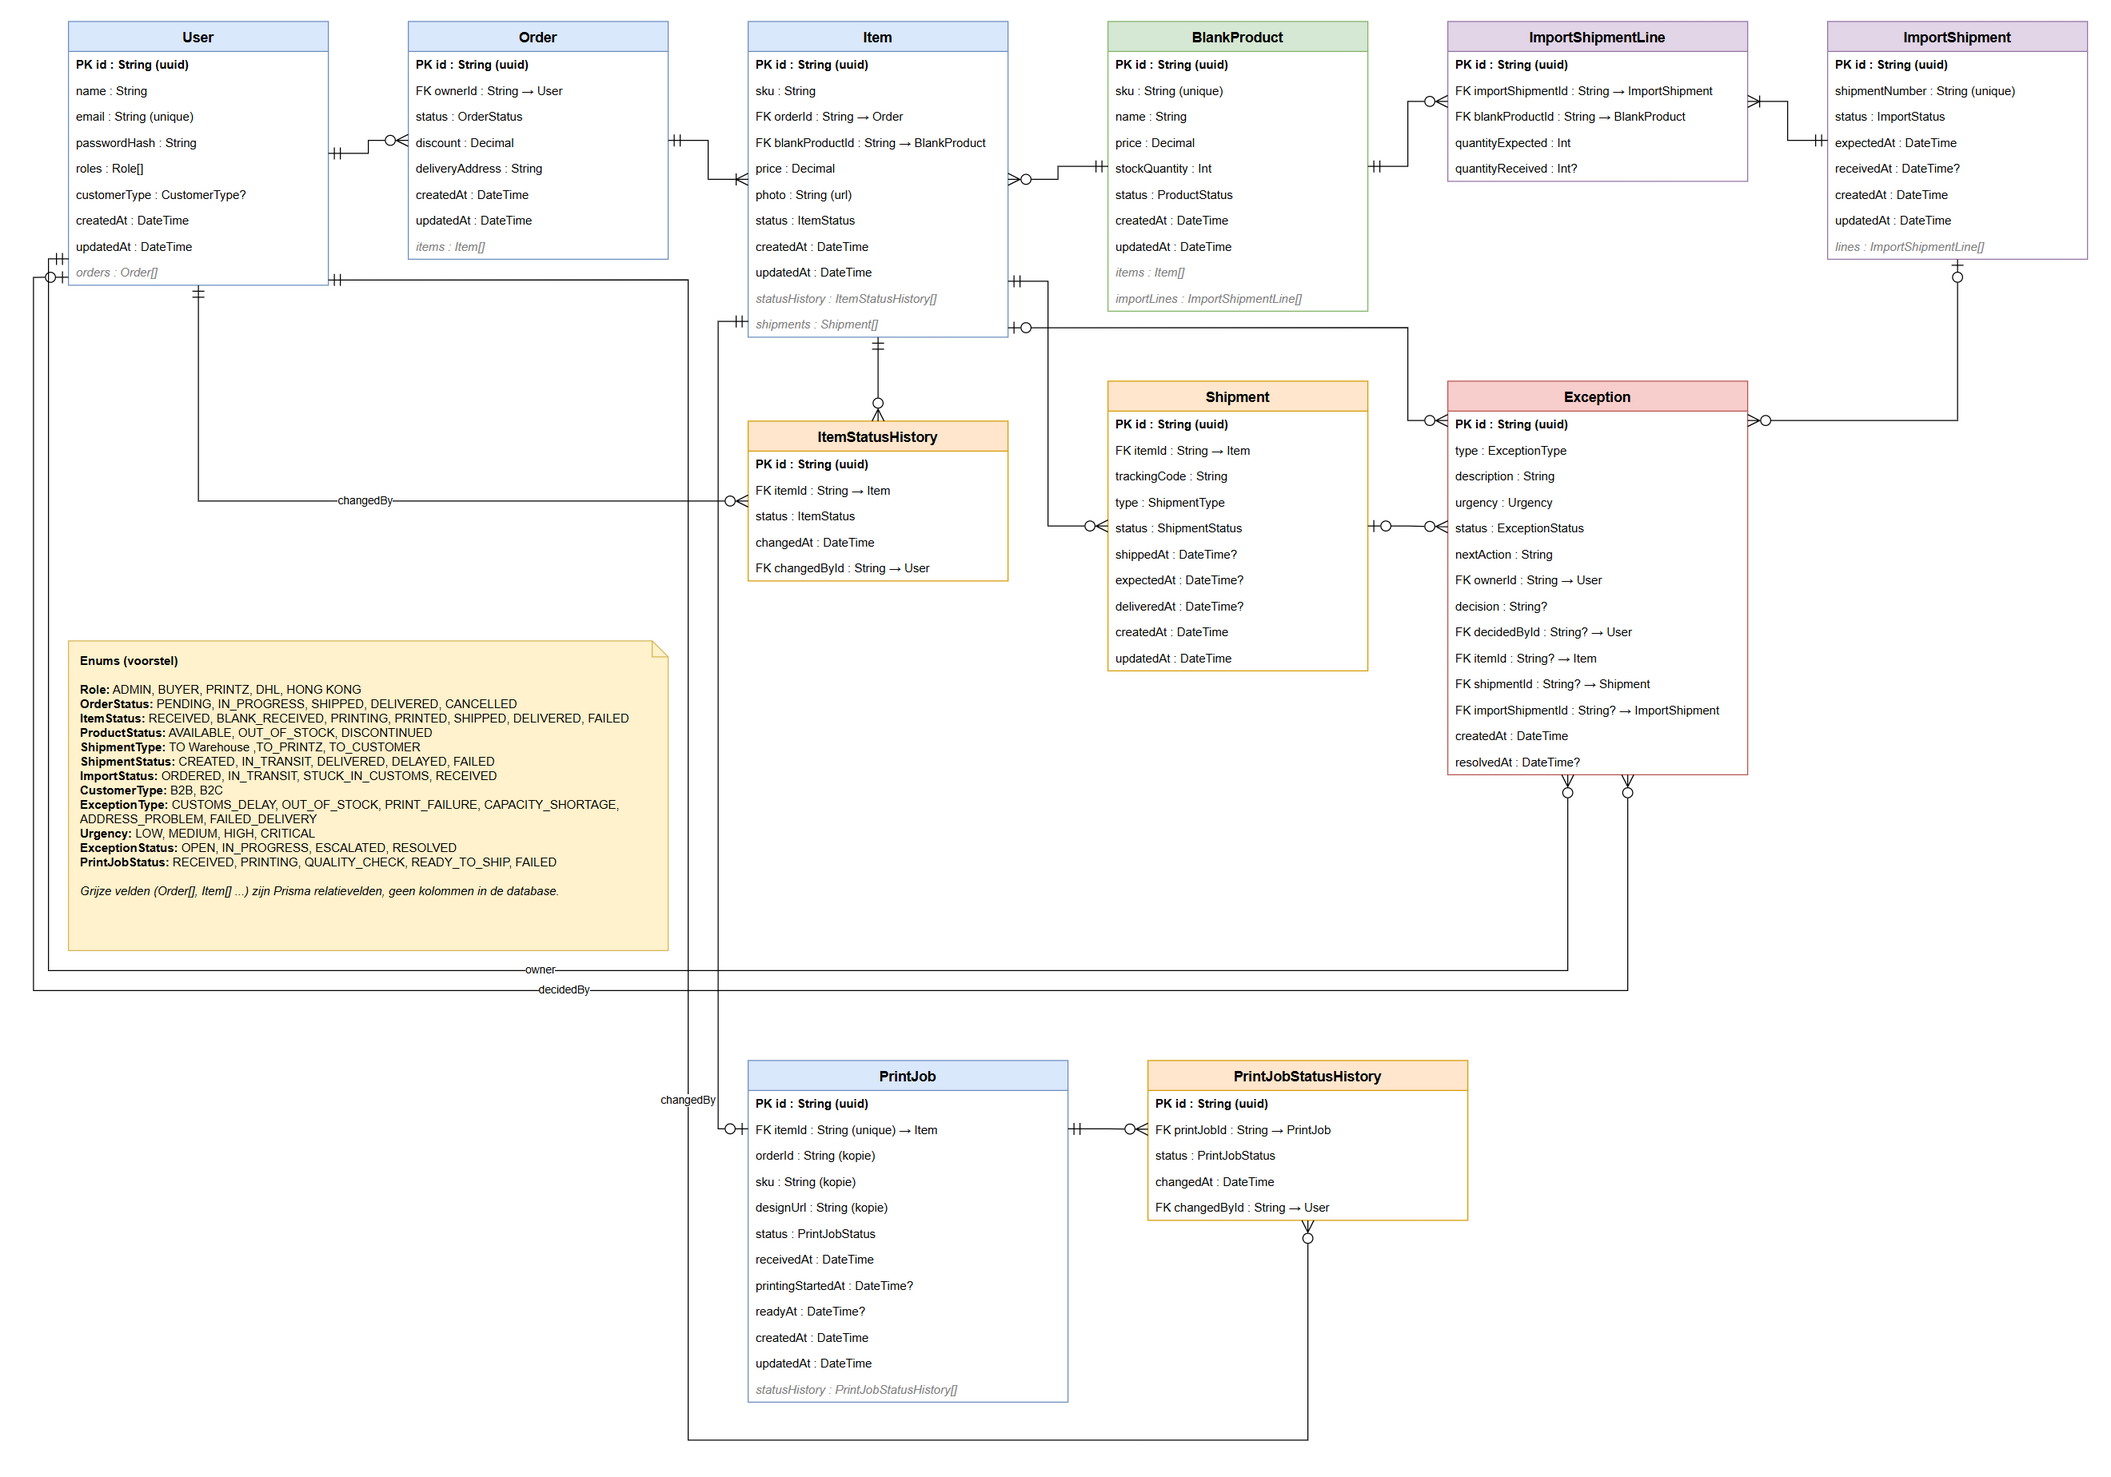 User
PK id : String (uuid)
name : String
email : String (unique)
passwordHash : String
roles : Role[]
customerType : CustomerType?
createdAt : DateTime
updatedAt : DateTime
orders : Order[]
Order
PK id : String (uuid)
FK ownerId : String → User
status : OrderStatus
discount : Decimal
deliveryAddress : String
createdAt : DateTime
updatedAt : DateTime
items : Item[]
Item
PK id : String (uuid)
sku : String
FK orderId : String → Order
FK blankProductId : String → BlankProduct
price : Decimal
photo : String (url)
status : ItemStatus
createdAt : DateTime
updatedAt : DateTime
statusHistory : ItemStatusHistory[]
shipments : Shipment[]
BlankProduct
PK id : String (uuid)
sku : String (unique)
name : String
price : Decimal
stockQuantity : Int
status : ProductStatus
createdAt : DateTime
updatedAt : DateTime
items : Item[]
importLines : ImportShipmentLine[]
ImportShipmentLine
PK id : String (uuid)
FK importShipmentId : String → ImportShipment
FK blankProductId : String → BlankProduct
quantityExpected : Int
quantityReceived : Int?
ImportShipment
PK id : String (uuid)
shipmentNumber : String (unique)
status : ImportStatus
expectedAt : DateTime
receivedAt : DateTime?
createdAt : DateTime
updatedAt : DateTime
lines : ImportShipmentLine[]
changedBy
ItemStatusHistory
PK id : String (uuid)
FK itemId : String → Item
status : ItemStatus
changedAt : DateTime
FK changedById : String → User
Shipment
PK id : String (uuid)
FK itemId : String → Item
trackingCode : String
type : ShipmentType
status : ShipmentStatus
shippedAt : DateTime?
expectedAt : DateTime?
deliveredAt : DateTime?
createdAt : DateTime
updatedAt : DateTime
Exception
PK id : String (uuid)
type : ExceptionType
description : String
urgency : Urgency
status : ExceptionStatus
nextAction : String
FK ownerId : String → User
decision : String?
FK decidedById : String? → User
FK itemId : String? → Item
FK shipmentId : String? → Shipment
FK importShipmentId : String? → ImportShipment
createdAt : DateTime
resolvedAt : DateTime?
Enums (voorstel)
Role: ADMIN, BUYER, PRINTZ, DHL, HONG KONG
OrderStatus: PENDING, IN_PROGRESS, SHIPPED, DELIVERED, CANCELLED
ItemStatus: RECEIVED, BLANK_RECEIVED, PRINTING, PRINTED, SHIPPED, DELIVERED, FAILED
ProductStatus: AVAILABLE, OUT_OF_STOCK, DISCONTINUED
ShipmentType: TO Warehouse ,TO_PRINTZ, TO_CUSTOMER
ShipmentStatus: CREATED, IN_TRANSIT, DELIVERED, DELAYED, FAILED
ImportStatus: ORDERED, IN_TRANSIT, STUCK_IN_CUSTOMS, RECEIVED
CustomerType: B2B, B2C
ExceptionType: CUSTOMS_DELAY, OUT_OF_STOCK, PRINT_FAILURE, CAPACITY_SHORTAGE,
ADDRESS_PROBLEM, FAILED_DELIVERY
Urgency: LOW, MEDIUM, HIGH, CRITICAL
ExceptionStatus: OPEN, IN_PROGRESS, ESCALATED, RESOLVED
PrintJobStatus: RECEIVED, PRINTING, QUALITY_CHECK, READY_TO_SHIP, FAILED
Grijze velden (Order[], Item[] ...) zijn Prisma relatievelden, geen kolommen in de database.
owner
decidedBy
changedBy
PrintJob
PK id : String (uuid)
FK itemId : String (unique) → Item
orderId : String (kopie)
sku : String (kopie)
designUrl : String (kopie)
status : PrintJobStatus
receivedAt : DateTime
printingStartedAt : DateTime?
readyAt : DateTime?
createdAt : DateTime
updatedAt : DateTime
statusHistory : PrintJobStatusHistory[]
PrintJobStatusHistory
PK id : String (uuid)
FK printJobId : String → PrintJob
status : PrintJobStatus
changedAt : DateTime
FK changedById : String → User